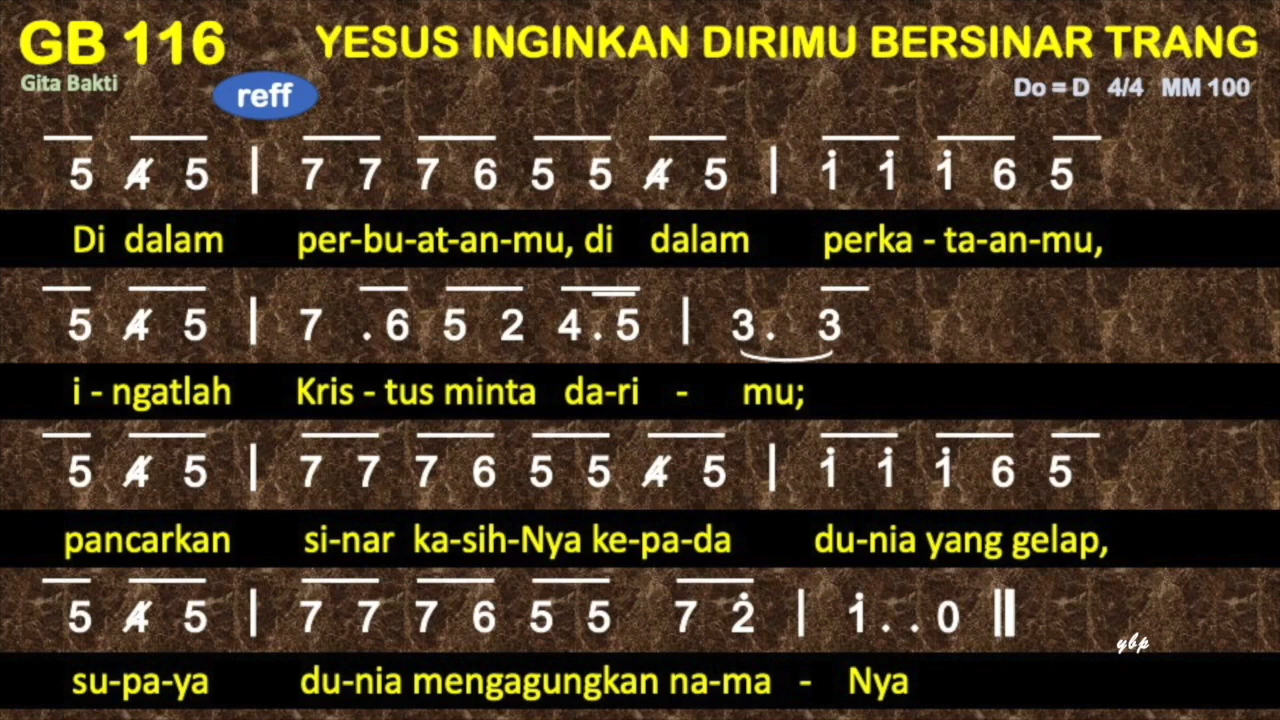 GB 116 YESUS INGINKAN DIRIMU BERSINAR TRANG
Gita Bakti reff Do = D 4/4 MM 100
5 4̸ 5 | 7 7 7 6 5 5 4̸ 5 | i̇ i̇ i̇ 6 5
Di dalam per-bu-at-an-mu, di dalam perka - ta-an-mu,
5 4̸ 5 | 7 . 6 5 2 4 . 5 | 3 . 3
i - ngatlah Kris - tus minta da-ri - mu;
5 4̸ 5 | 7 7 7 6 5 5 4̸ 5 | 1̇ 1̇ 1̇ 6 5
pancarkan si-nar ka-sih-Nya ke-pa-da du-nia yang gelap,
5 4̸ 5 | 7 7 7 6 5 5 7 2̇ | 1̇ . . 0 ||
ybp
su-pa-ya du-nia mengagungkan na-ma - Nya